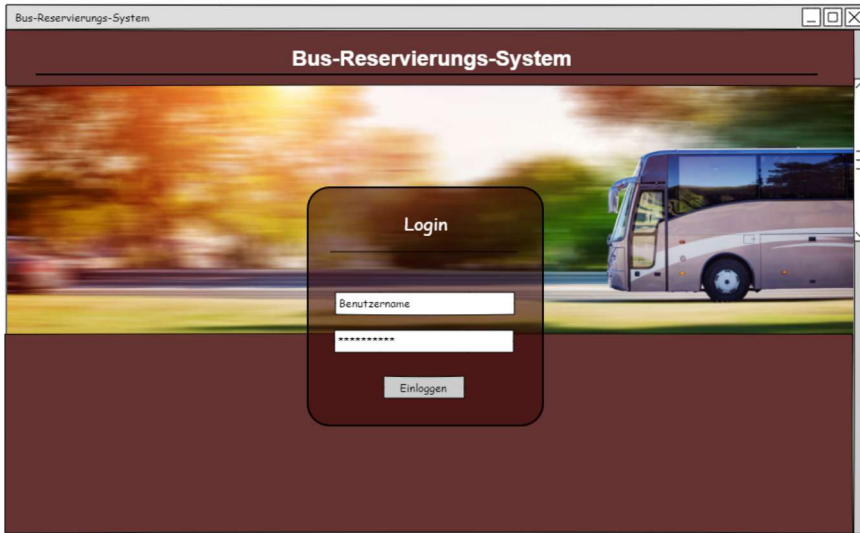 Bus-Reservierungs-System
Bus-Reservierungs-System
Login
Benutzername
**********
Einloggen